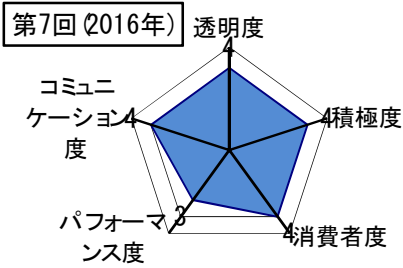 第7回(2016年)
透明度
4
コミュニ
ケーション
度
4
4
積極度
パフォーマ
ンス度
3
4
消費者度